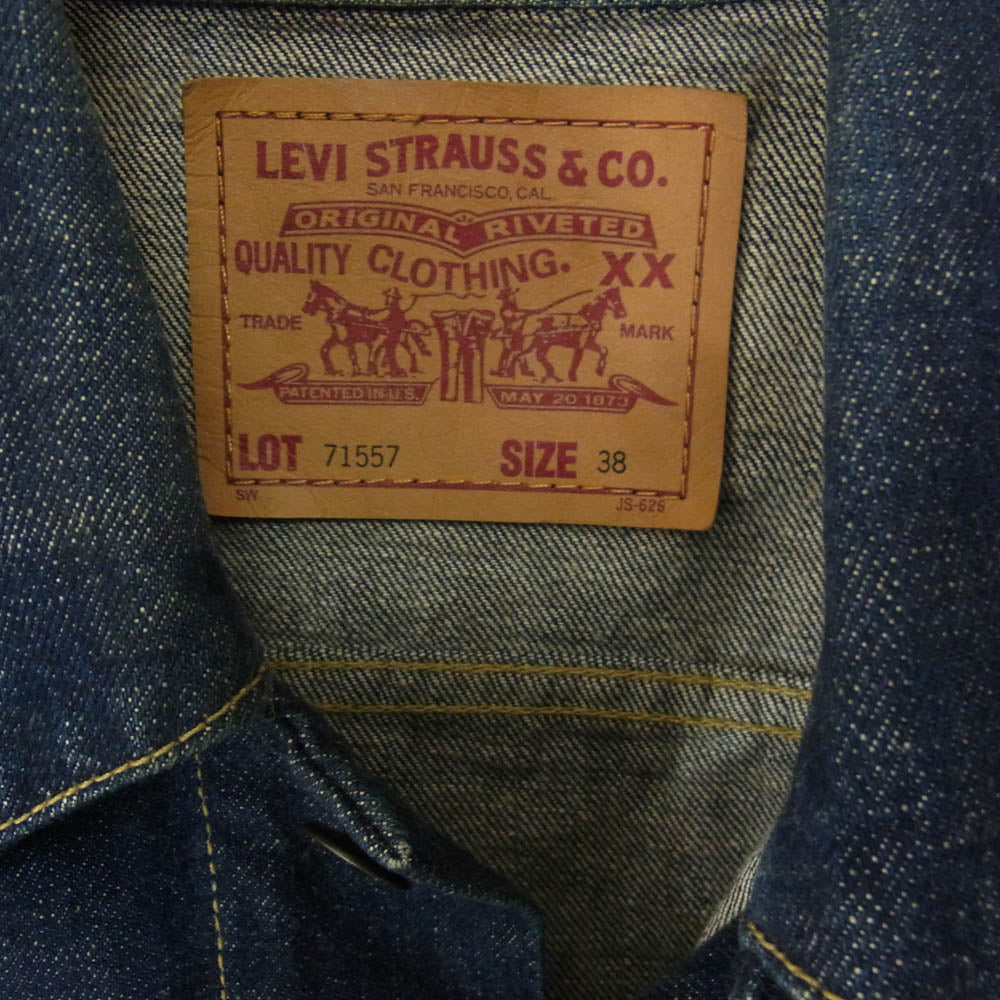 LEVI STRAUSS & CO.
SAN FRANCISCO, CAL.
ORIGINAL RIVETED
QUALITY CLOTHING. XX
TRADE MARK
PATENTED IN U.S. MAY 20 1873
LOT 71557 SIZE 38
SW JS-626